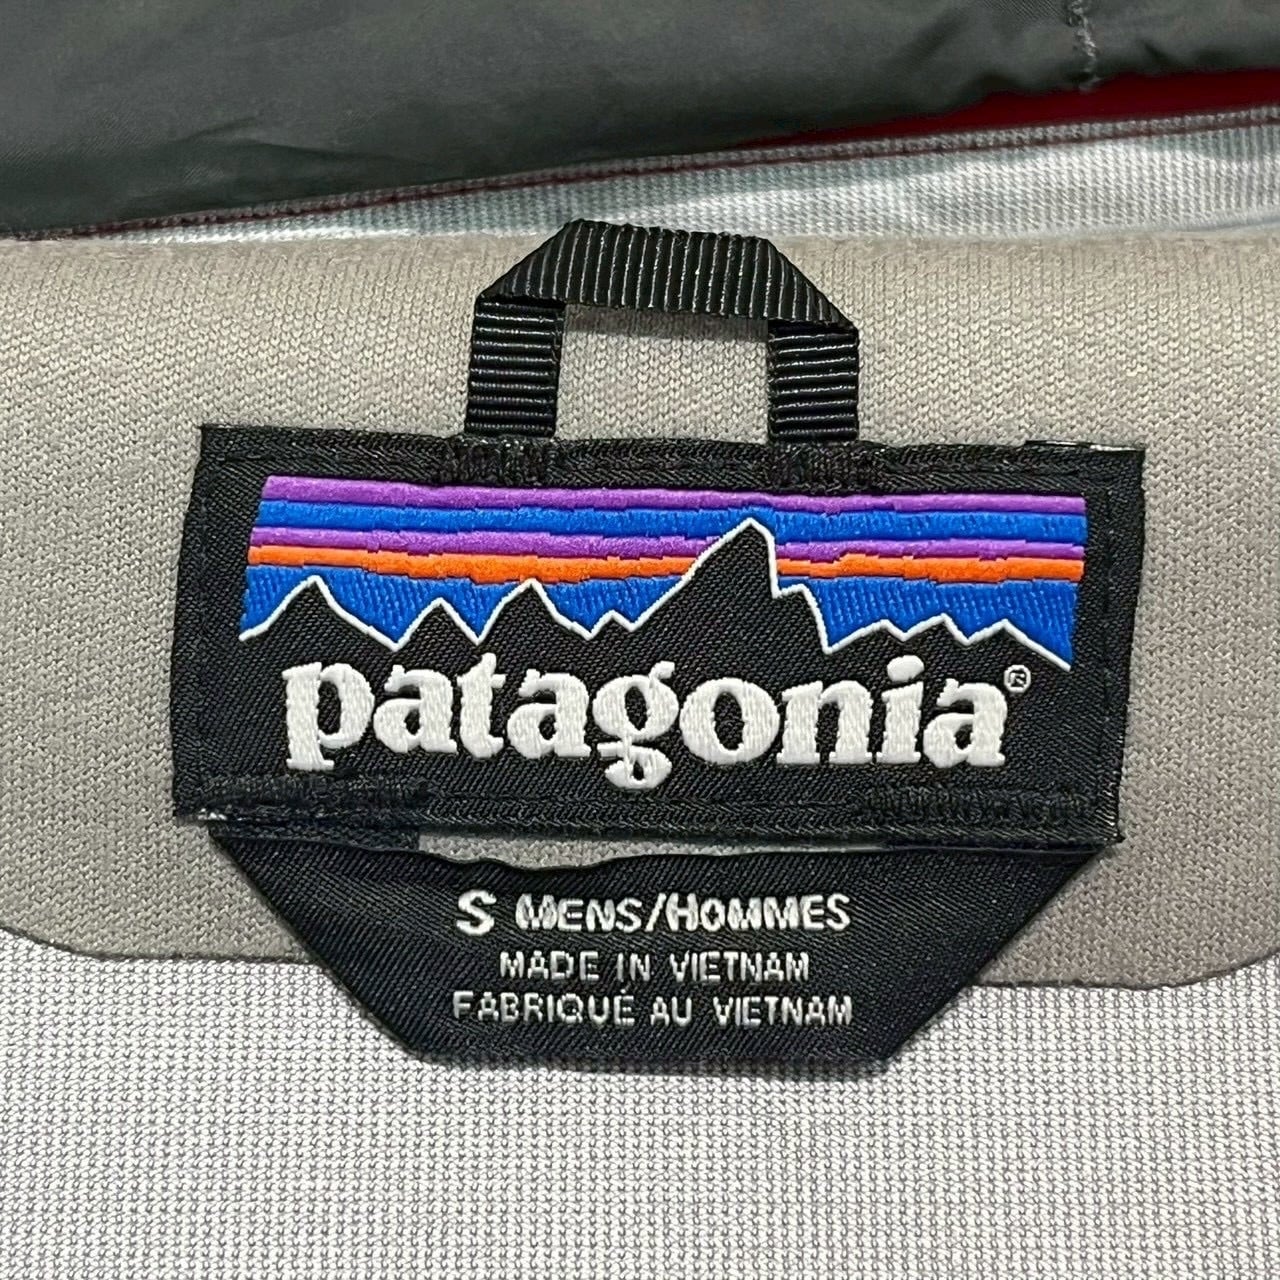 patagonia®
S MENS/HOMMES
MADE IN VIETNAM
FABRIQUÉ AU VIETNAM